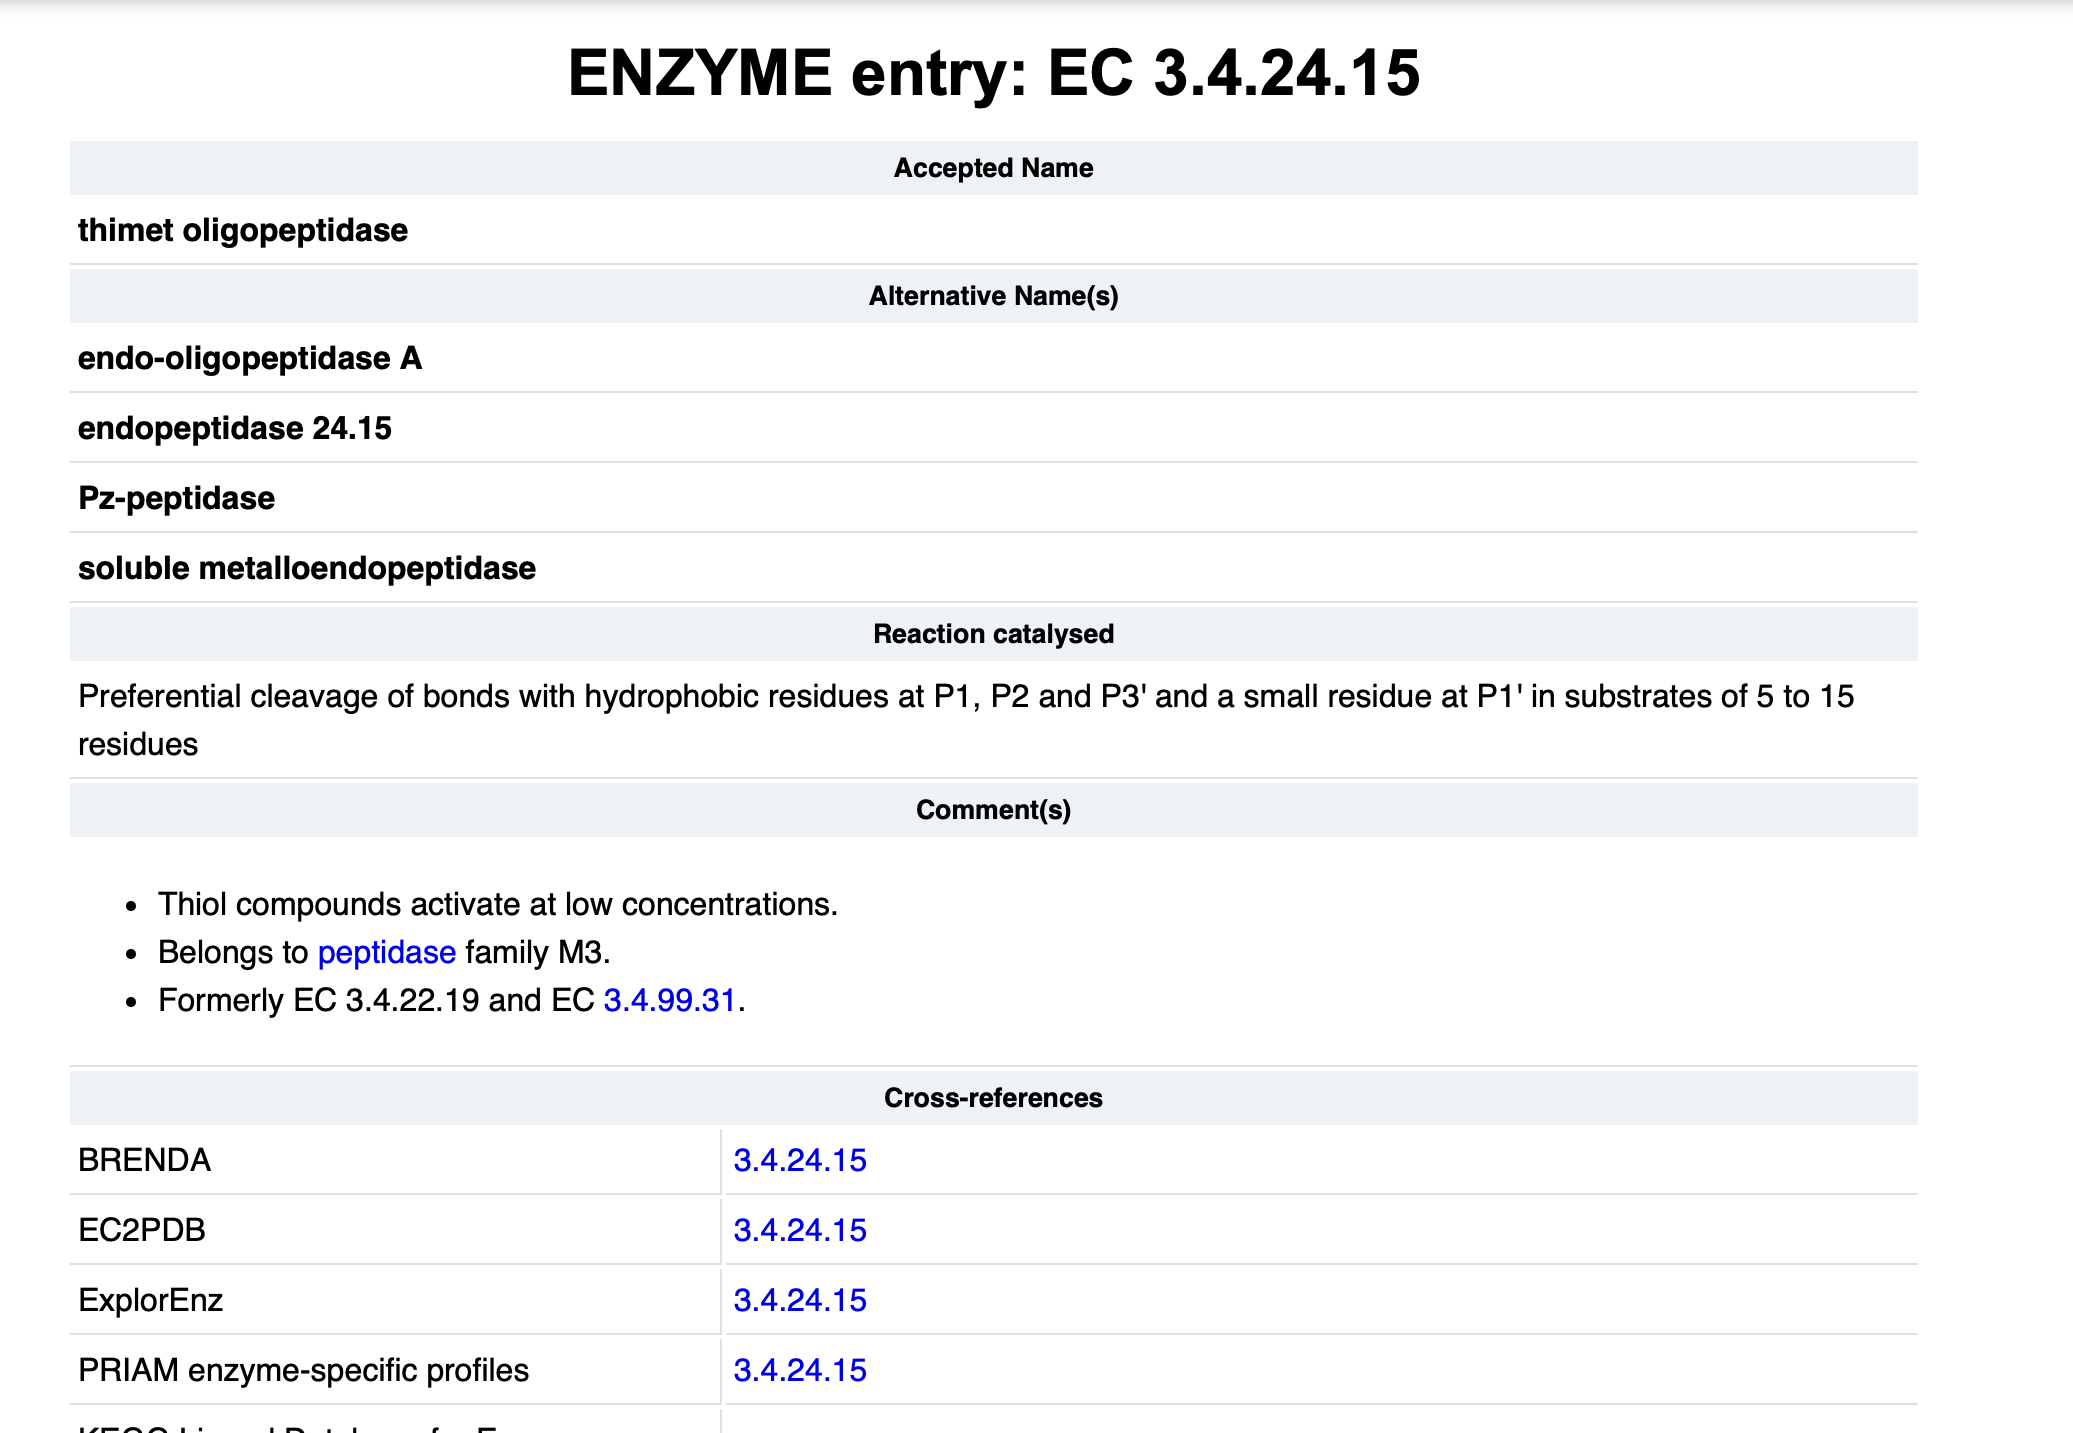 ENZYME entry: EC 3.4.24.15
Accepted Name
thimet oligopeptidase
Alternative Name(s)
endo-oligopeptidase A
endopeptidase 24.15
Pz-peptidase
soluble metalloendopeptidase
Reaction catalysed
Preferential cleavage of bonds with hydrophobic residues at P1, P2 and P3' and a small residue at P1' in substrates of 5 to 15
residues
Comment(s)
• Thiol compounds activate at low concentrations.
• Belongs to peptidase family M3.
• Formerly EC 3.4.22.19 and EC 3.4.99.31.
Cross-references
BRENDA 3.4.24.15
EC2PDB 3.4.24.15
ExplorEnz 3.4.24.15
PRIAM enzyme-specific profiles 3.4.24.15